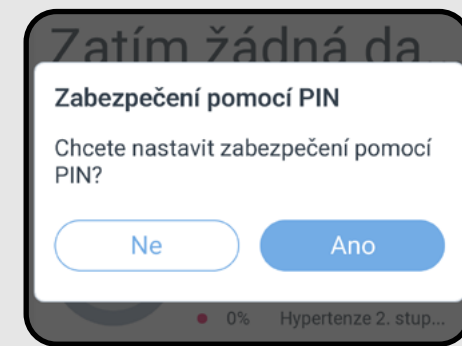 Zatím žádná da...
Zabezpečení pomocí PIN
Chcete nastavit zabezpečení pomocí
PIN?
Ne
Ano
0% Hypertenze 2. stup...